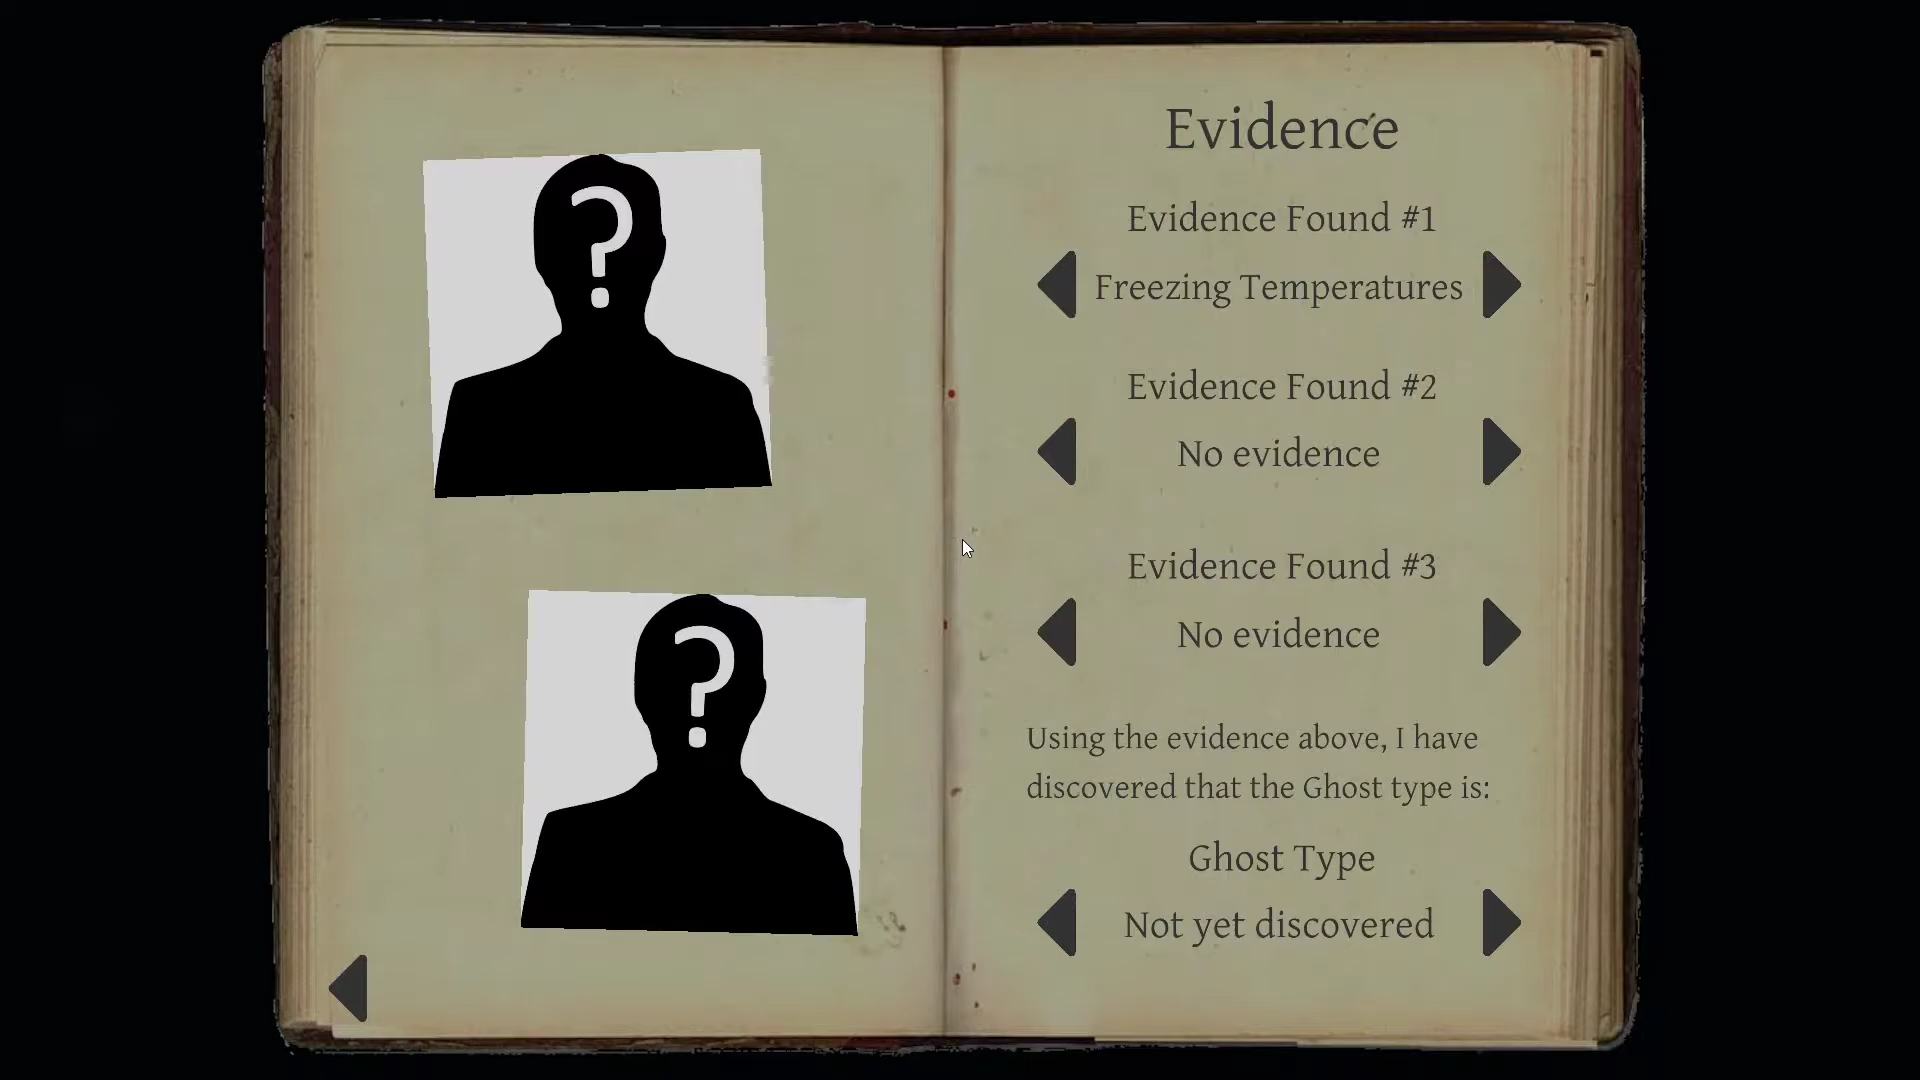 ?
?
Evidence
Evidence Found #1
Freezing Temperatures
Evidence Found #2
No evidence
Evidence Found #3
No evidence
Using the evidence above, I have
discovered that the Ghost type is:
Ghost Type
Not yet discovered